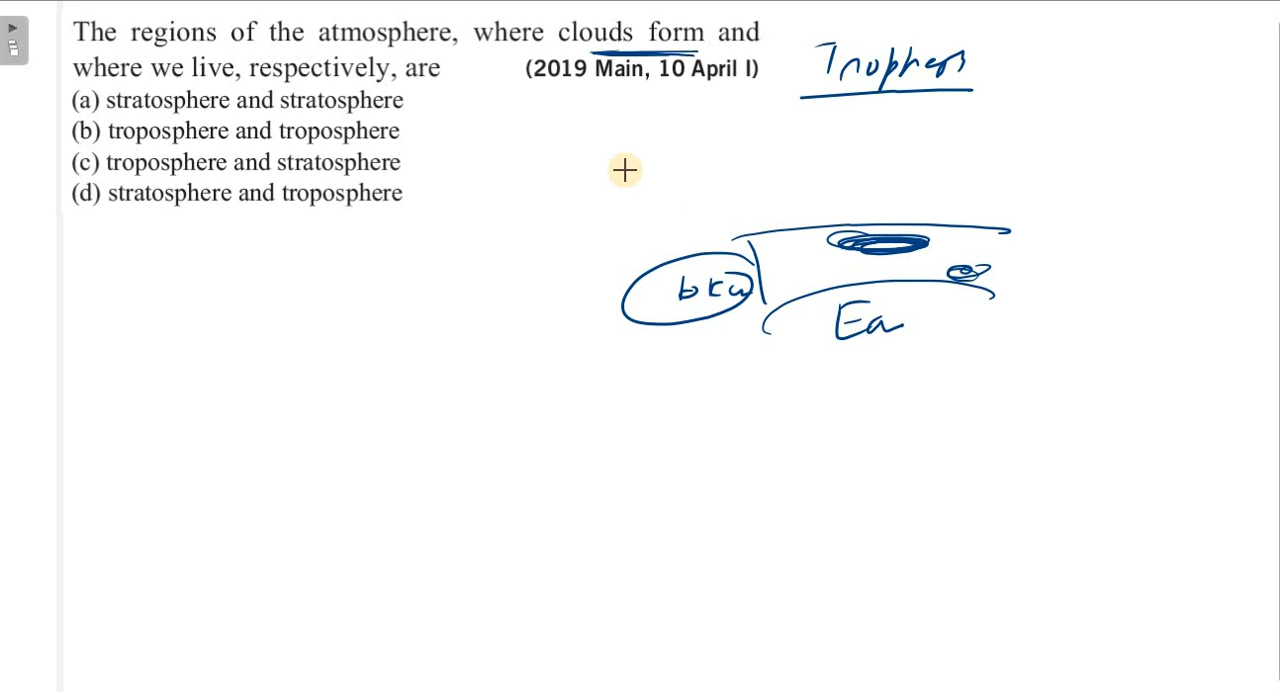 The regions of the atmosphere, where clouds form and
where we live, respectively, are (2019 Main, 10 April I)
(a) stratosphere and stratosphere
(b) troposphere and troposphere
(c) troposphere and stratosphere
(d) stratosphere and troposphere
Ea